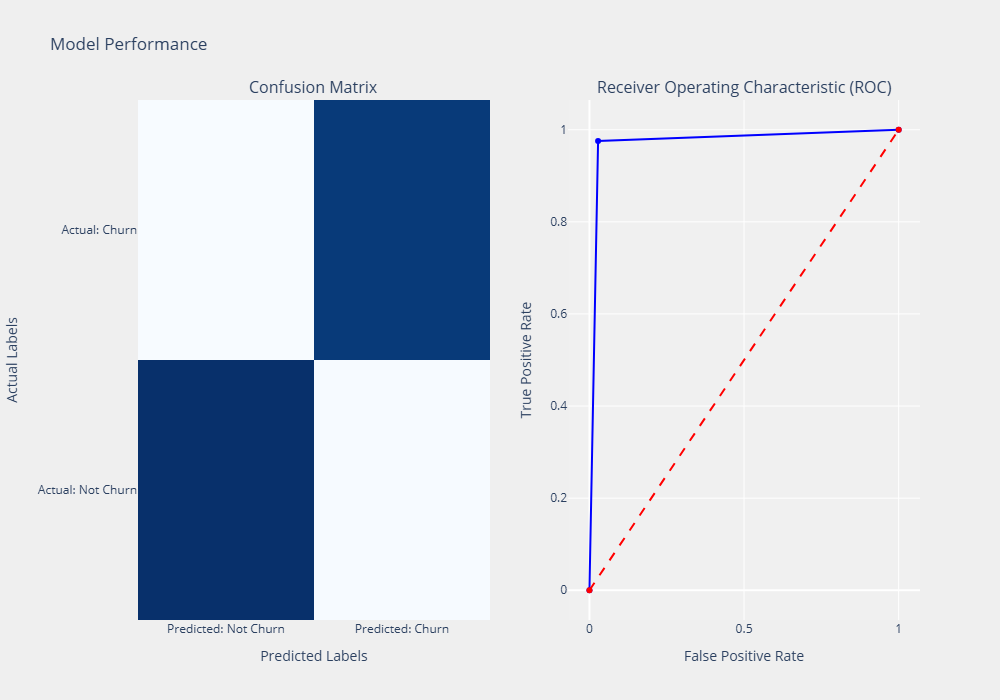 Model Performance
Confusion Matrix
Actual Labels
Actual: Churn
Actual: Not Churn
Predicted: Not Churn
Predicted: Churn
Predicted Labels
Receiver Operating Characteristic (ROC)
True Positive Rate
1
0.8
0.6
0.4
0.2
0
0
0.5
1
False Positive Rate